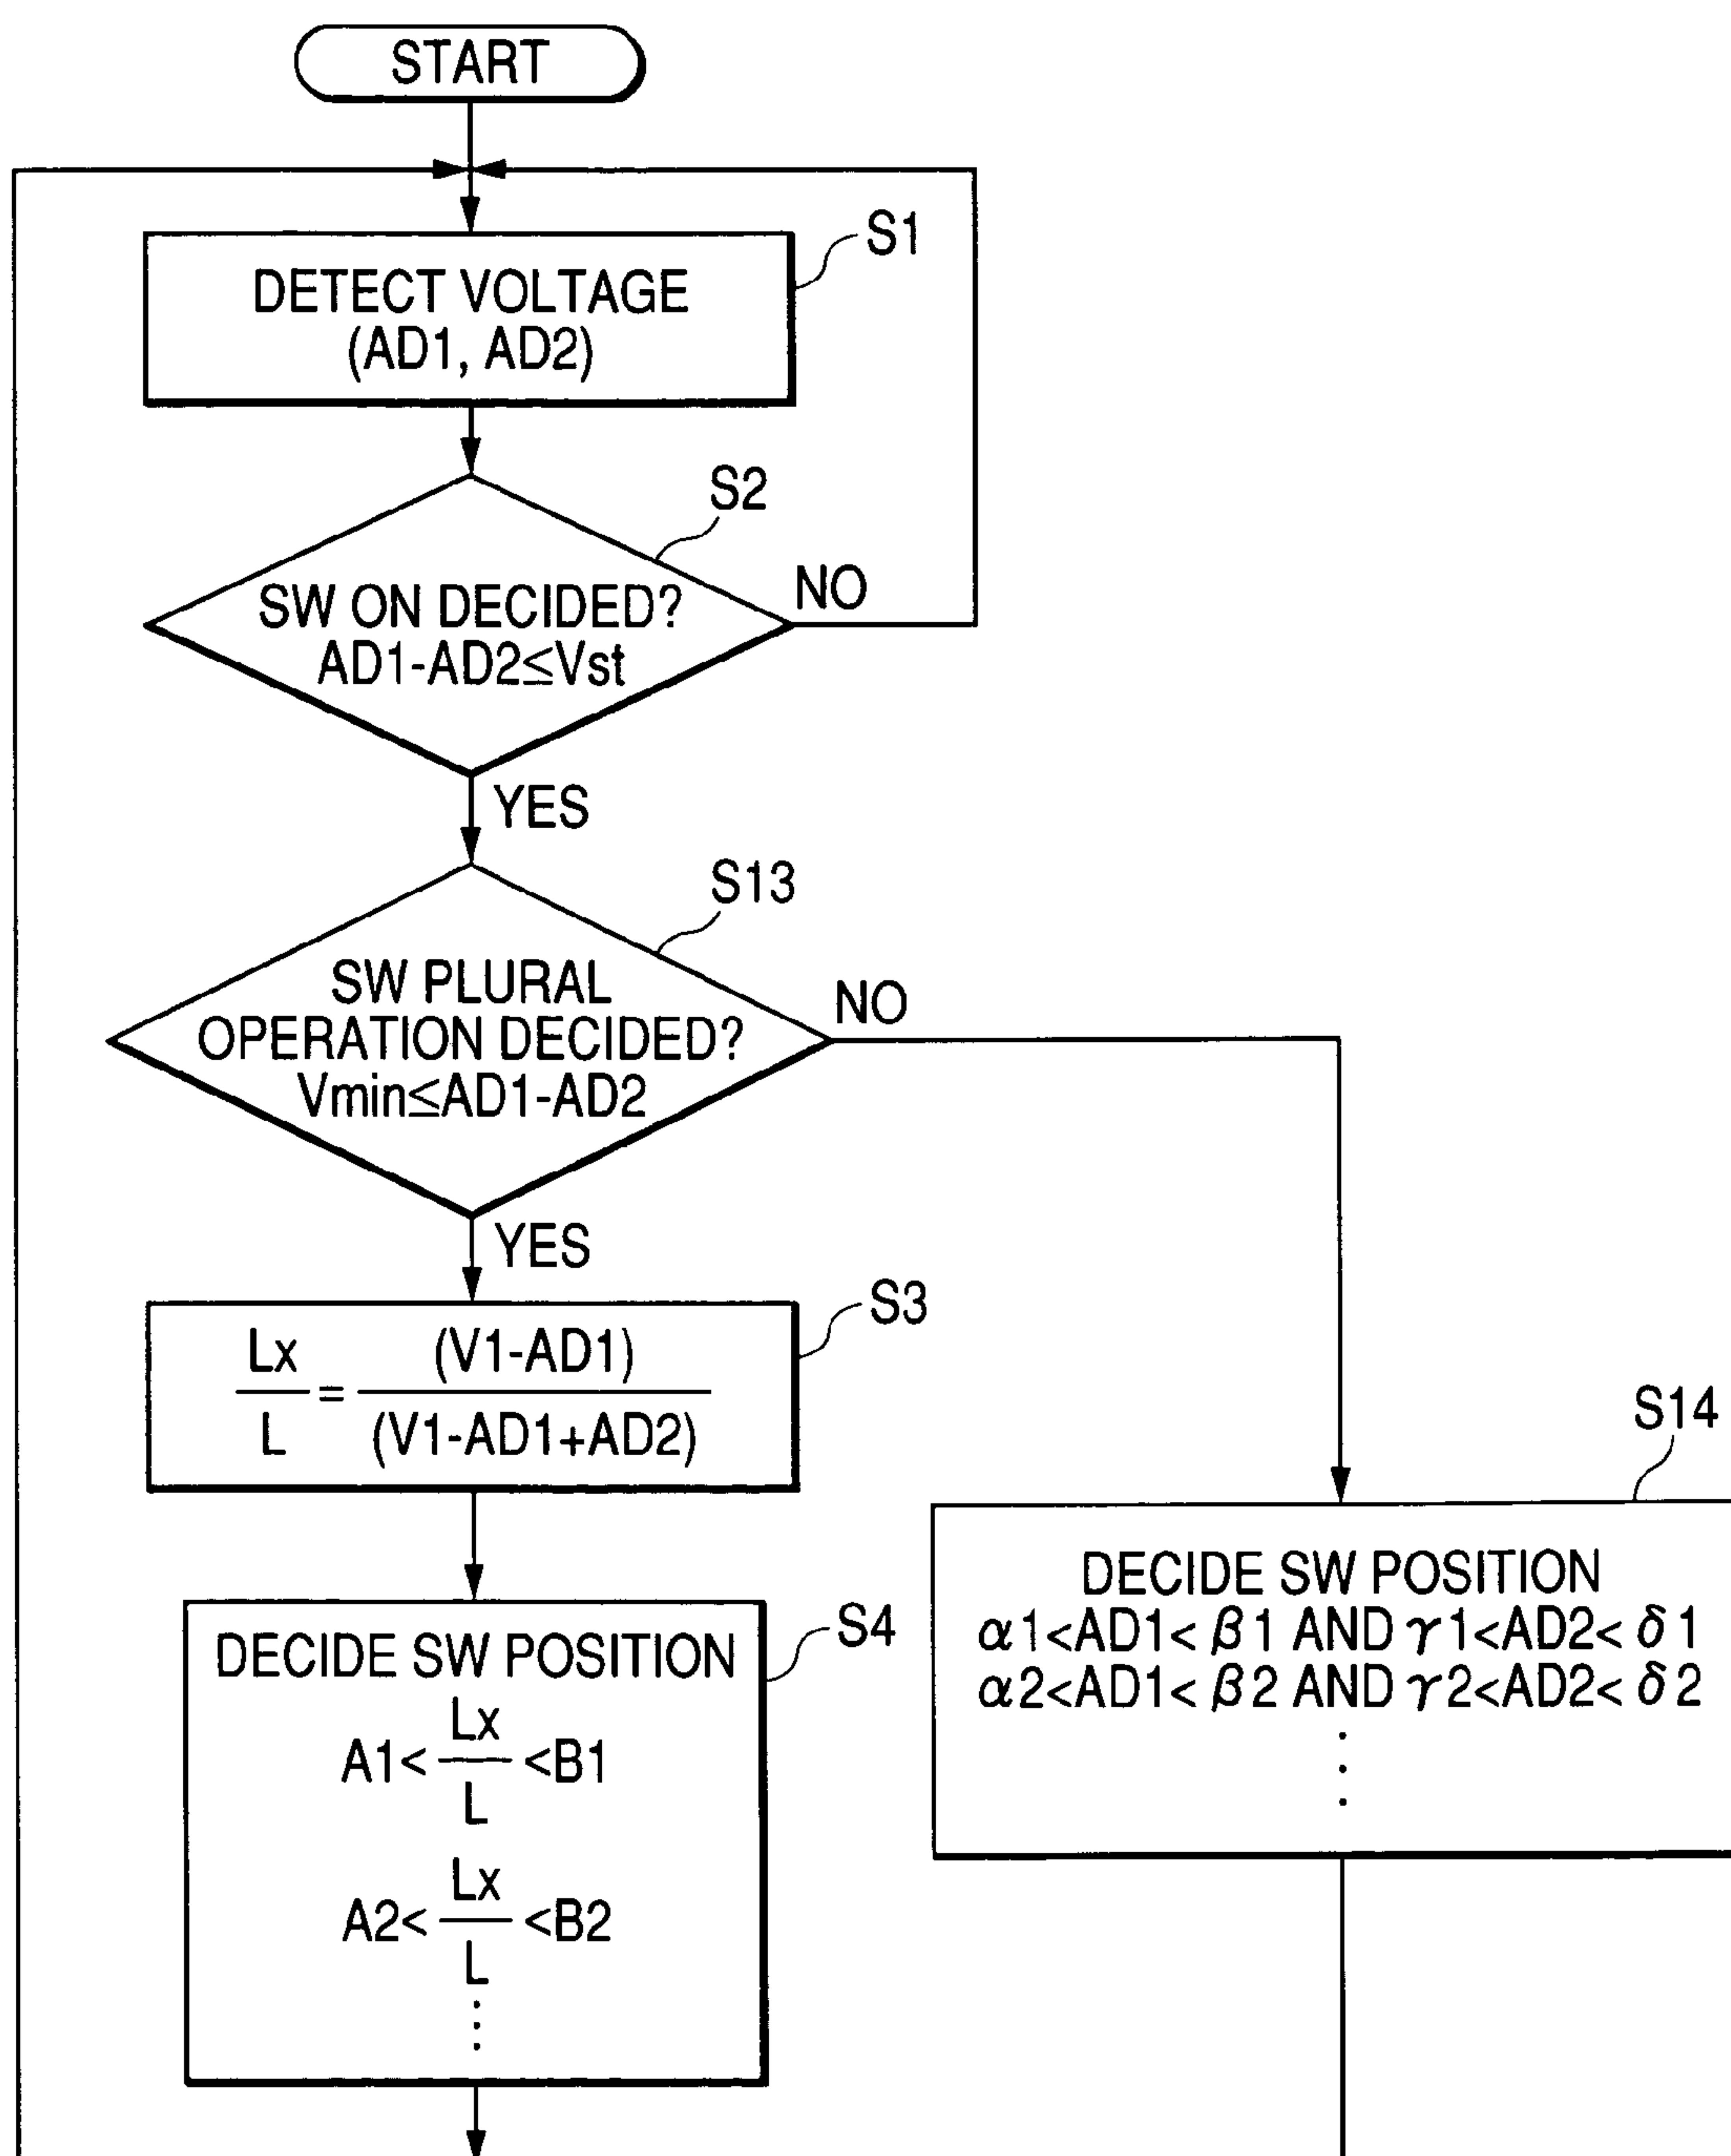 START
S1
DETECT VOLTAGE
(AD1, AD2)
S2
SW ON DECIDED?
AD1-AD2≤Vst
NO
YES
S13
SW PLURAL
OPERATION DECIDED?
Vmin≤AD1-AD2
NO
YES
S3
Lx/L = (V1-AD1)/(V1-AD1+AD2)
S4
DECIDE SW POSITION
A1< Lx/L <B1
A2< Lx/L <B2
⋮
S14
DECIDE SW POSITION
α1<AD1<β1 AND γ1<AD2<δ1
α2<AD1<β2 AND γ2<AD2<δ2
⋮